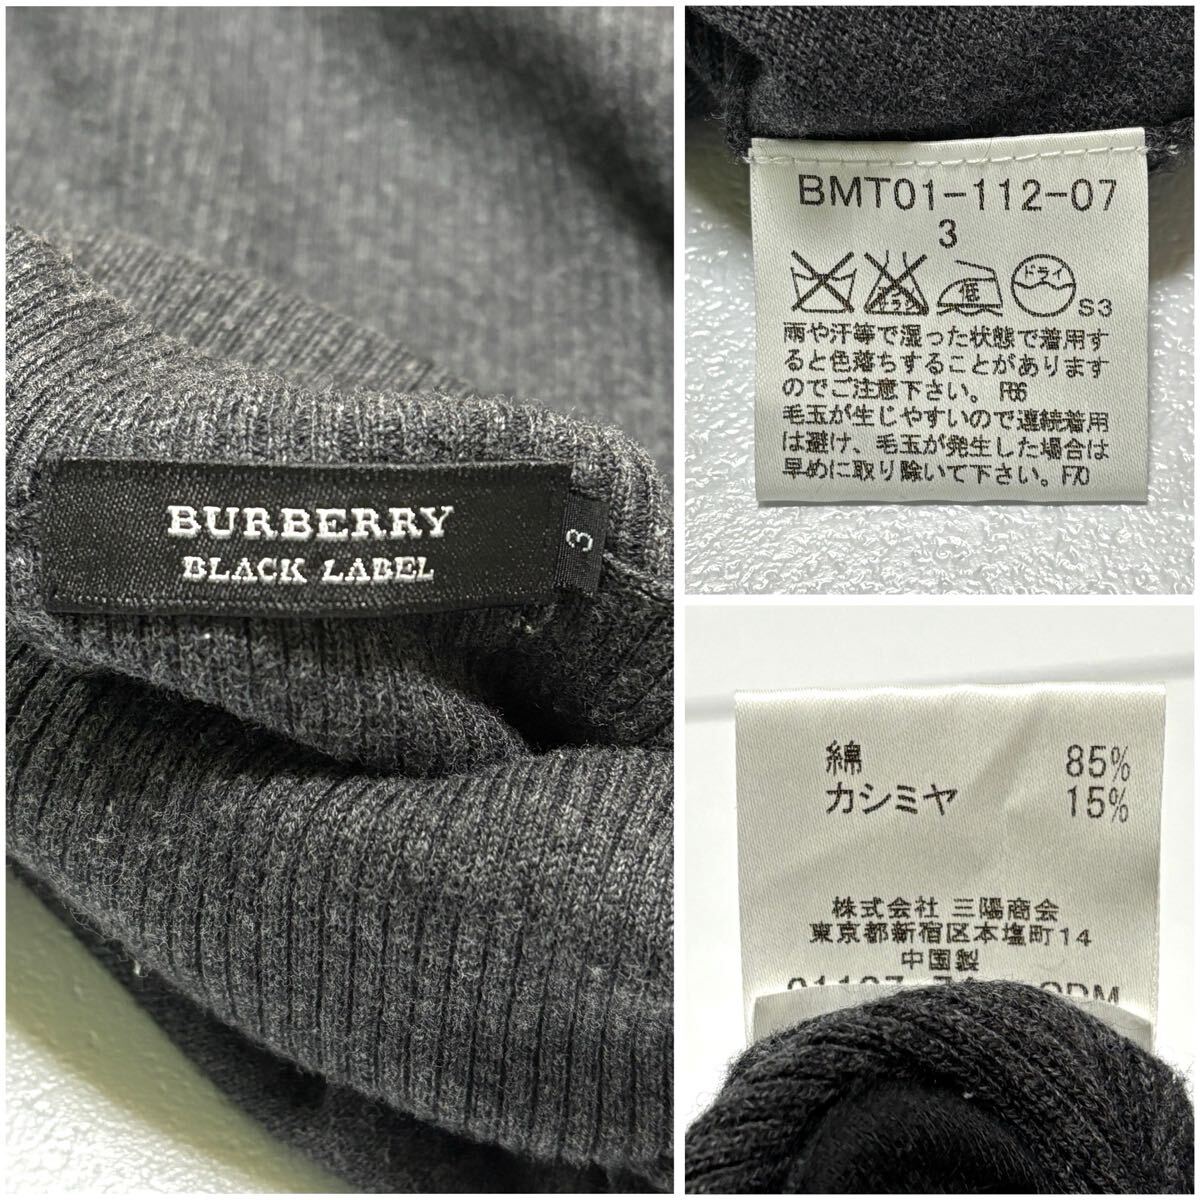 BURBERRY
BLACK LABEL
3
BMT01-112-07
3
エンソ
低
ドライ
S3
雨や汗等で湿った状態で着用す
ると色落ちすることがあります
のでご注意下さい。F66
毛玉が生じやすいので連続着用
は避け、毛玉が発生した場合は
早めに取り除いて下さい。F70
綿 85%
カシミヤ 15%
株式会社 三陽商会
東京都新宿区本塩町14
中国製